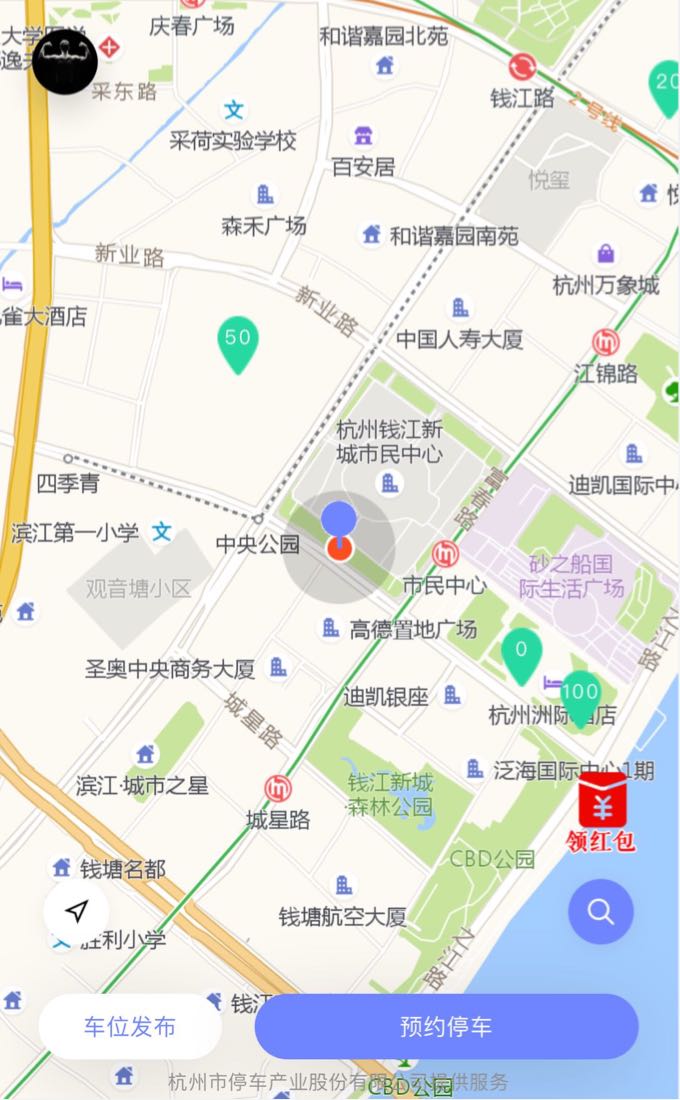 庆春广场
和谐嘉园北苑
采东路
钱江路
2号线
20
采荷实验学校
百安居
悦玺
森禾广场
和谐嘉园南苑
新业路
杭州万象城
雀大酒店
新业路
50
中国人寿大厦
江锦路
杭州钱江新
城市民中心
迪凯国际中
四季青
富春路
滨江第一小学
中央公园
砂之船国
际生活广场
观音塘小区
市民中心
高德置地广场
之江路
0
圣奥中央商务大厦
迪凯银座
100
杭州洲际酒店
城星路
泛海国际中心1期
滨江·城市之星
钱江新城
森林公园
¥
领红包
城星路
CBD公园
钱塘名都
钱塘航空大厦
胜利小学
之江路
车位发布
钱江
预约停车
杭州市停车产业股份有限公司提供服务
CBD公园